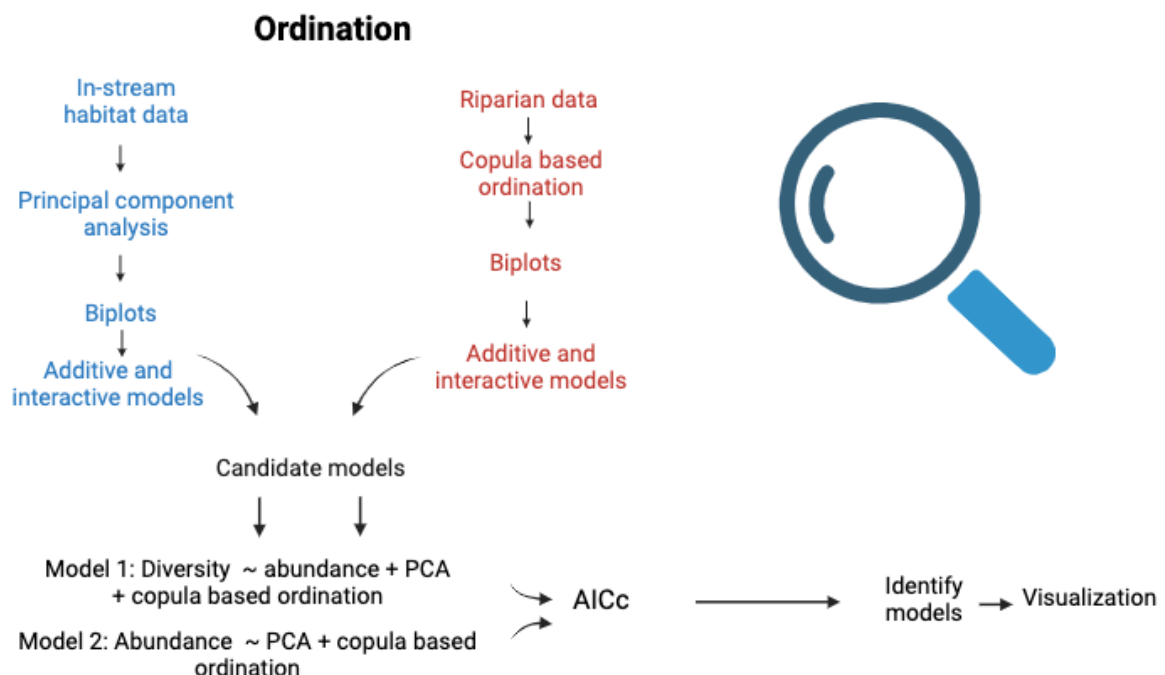 Ordination
In-stream
habitat data
Principal component
analysis
Biplots
Additive and
interactive models
Riparian data
Copula based
ordination
Biplots
Additive and
interactive models
Candidate models
Model 1: Diversity ~ abundance + PCA
+ copula based ordination
Model 2: Abundance ~ PCA + copula based
ordination
AICc
Identify
models
Visualization